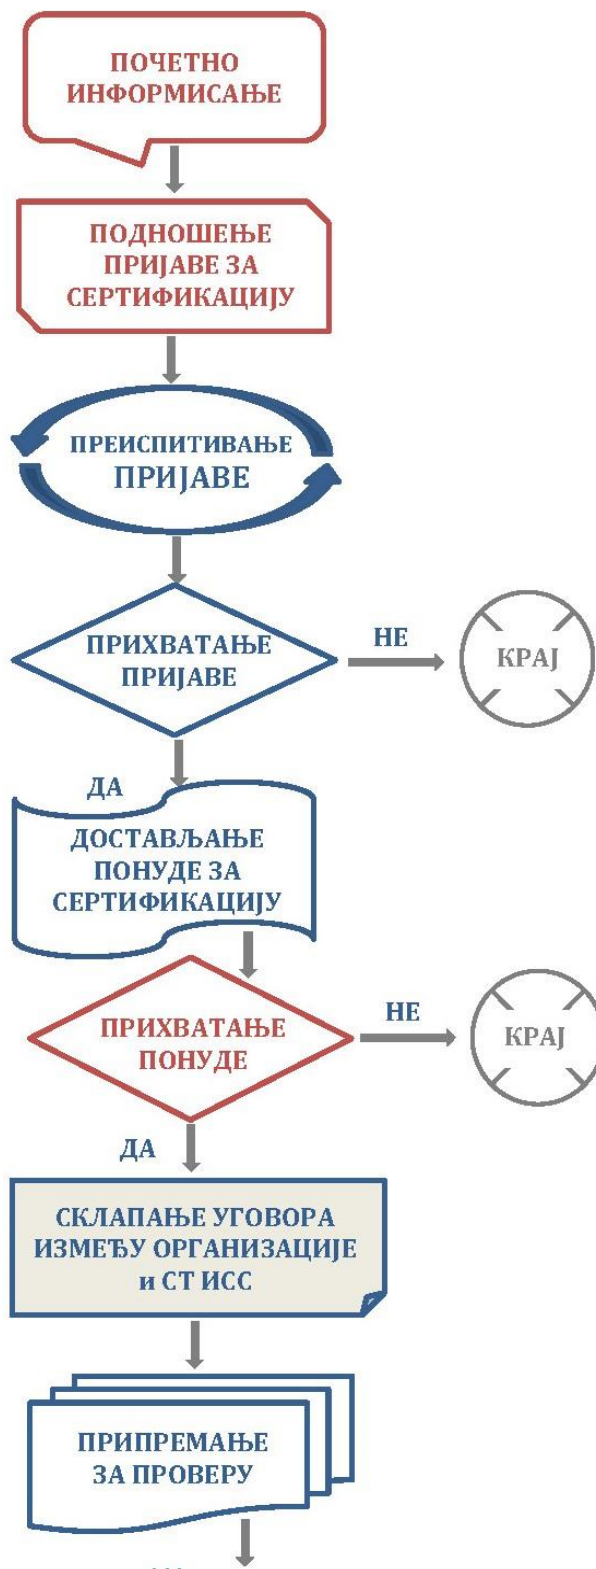 ПОЧЕТНО
ИНФОРМИСАЊЕ
ПОДНОШЕЊЕ
ПРИЈАВЕ ЗА
СЕРТИФИКАЦИЈУ
ПРЕИСПИТИВАЊЕ
ПРИЈАВЕ
ПРИХВАТАЊЕ
ПРИЈАВЕ
НЕ
КРАЈ
ДА
ДОСТАВЉАЊЕ
ПОНУДЕ ЗА
СЕРТИФИКАЦИЈУ
ПРИХВАТАЊЕ
ПОНУДЕ
НЕ
КРАЈ
ДА
СКЛАПАЊЕ УГОВОРА
ИЗМЕЂУ ОРГАНИЗАЦИЈЕ
и СТ ИСС
ПРИПРЕМАЊЕ
ЗА ПРОВЕРУ